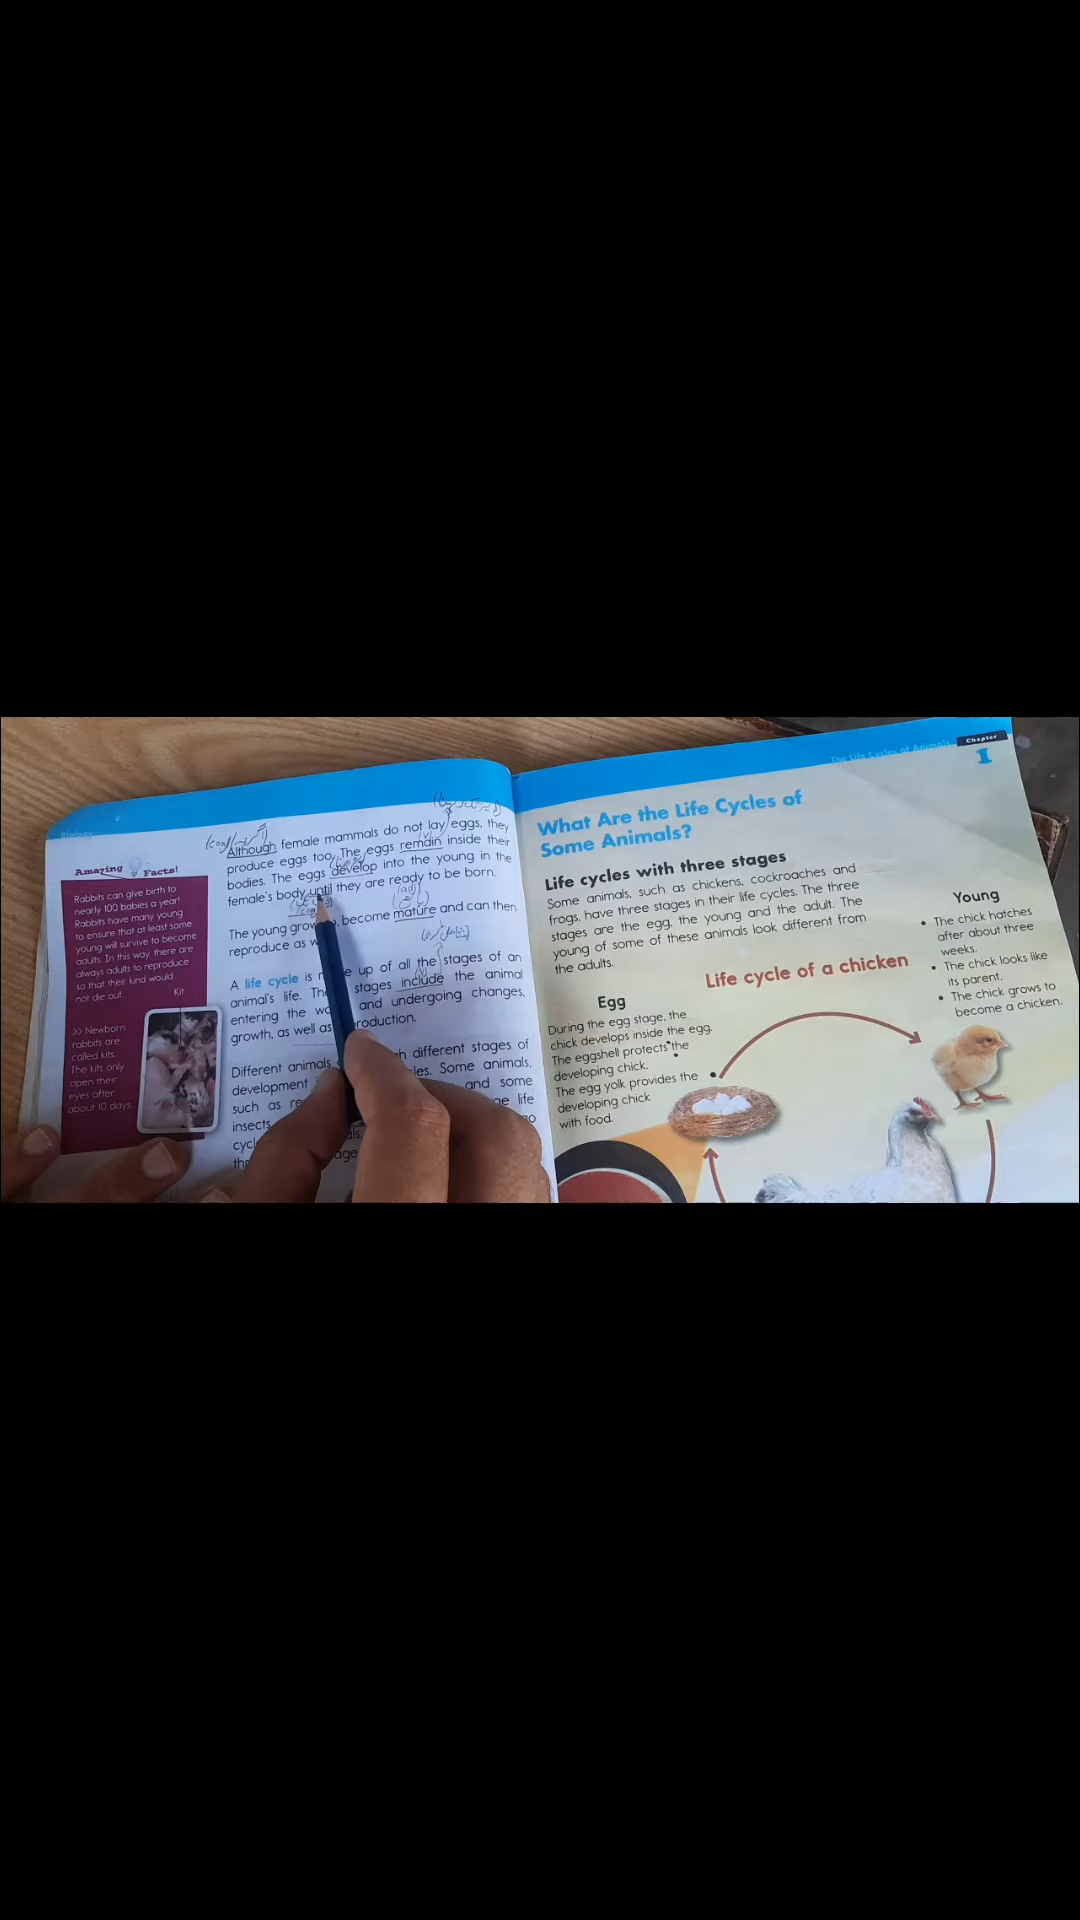 Biology
Amazing Facts!
Rabbits can give birth to
nearly 100 babies a year!
Rabbits have many young
to ensure that at least some
young will survive to become
adults. In this way, there are
always adults to reproduce
so that their kind would
not die out.
Kit
>> Newborn
rabbits are
called kits.
The kits only
open their
eyes after
about 10 days.
(conj)
Although female mammals do not lay eggs, they
produce eggs too. The eggs remain inside their
bodies. The eggs develop into the young in the
female's body until they are ready to be born.
(adj)
The young grow, become mature and can then
reproduce as
A life cycle is up of all the stages of an
animal's life. stages include the animal
entering the and undergoing changes,
growth, as well as
Different animals different stages of
development Some animals,
such as and some
insects, life
The Life Cycles of Animals
Chapter
1
What Are the Life Cycles of
Some Animals?
Life cycles with three stages
Some animals, such as chickens, cockroaches and
frogs, have three stages in their life cycles. The three
stages are the egg, the young and the adult. The
young of some of these animals look different from
the adults.
Life cycle of a chicken
Egg
During the egg stage, the
chick develops inside the egg.
The eggshell protects the
developing chick.
The egg yolk provides the
developing chick
with food.
Young
• The chick hatches
after about three
weeks.
• The chick looks like
its parent.
• The chick grows to
become a chicken.